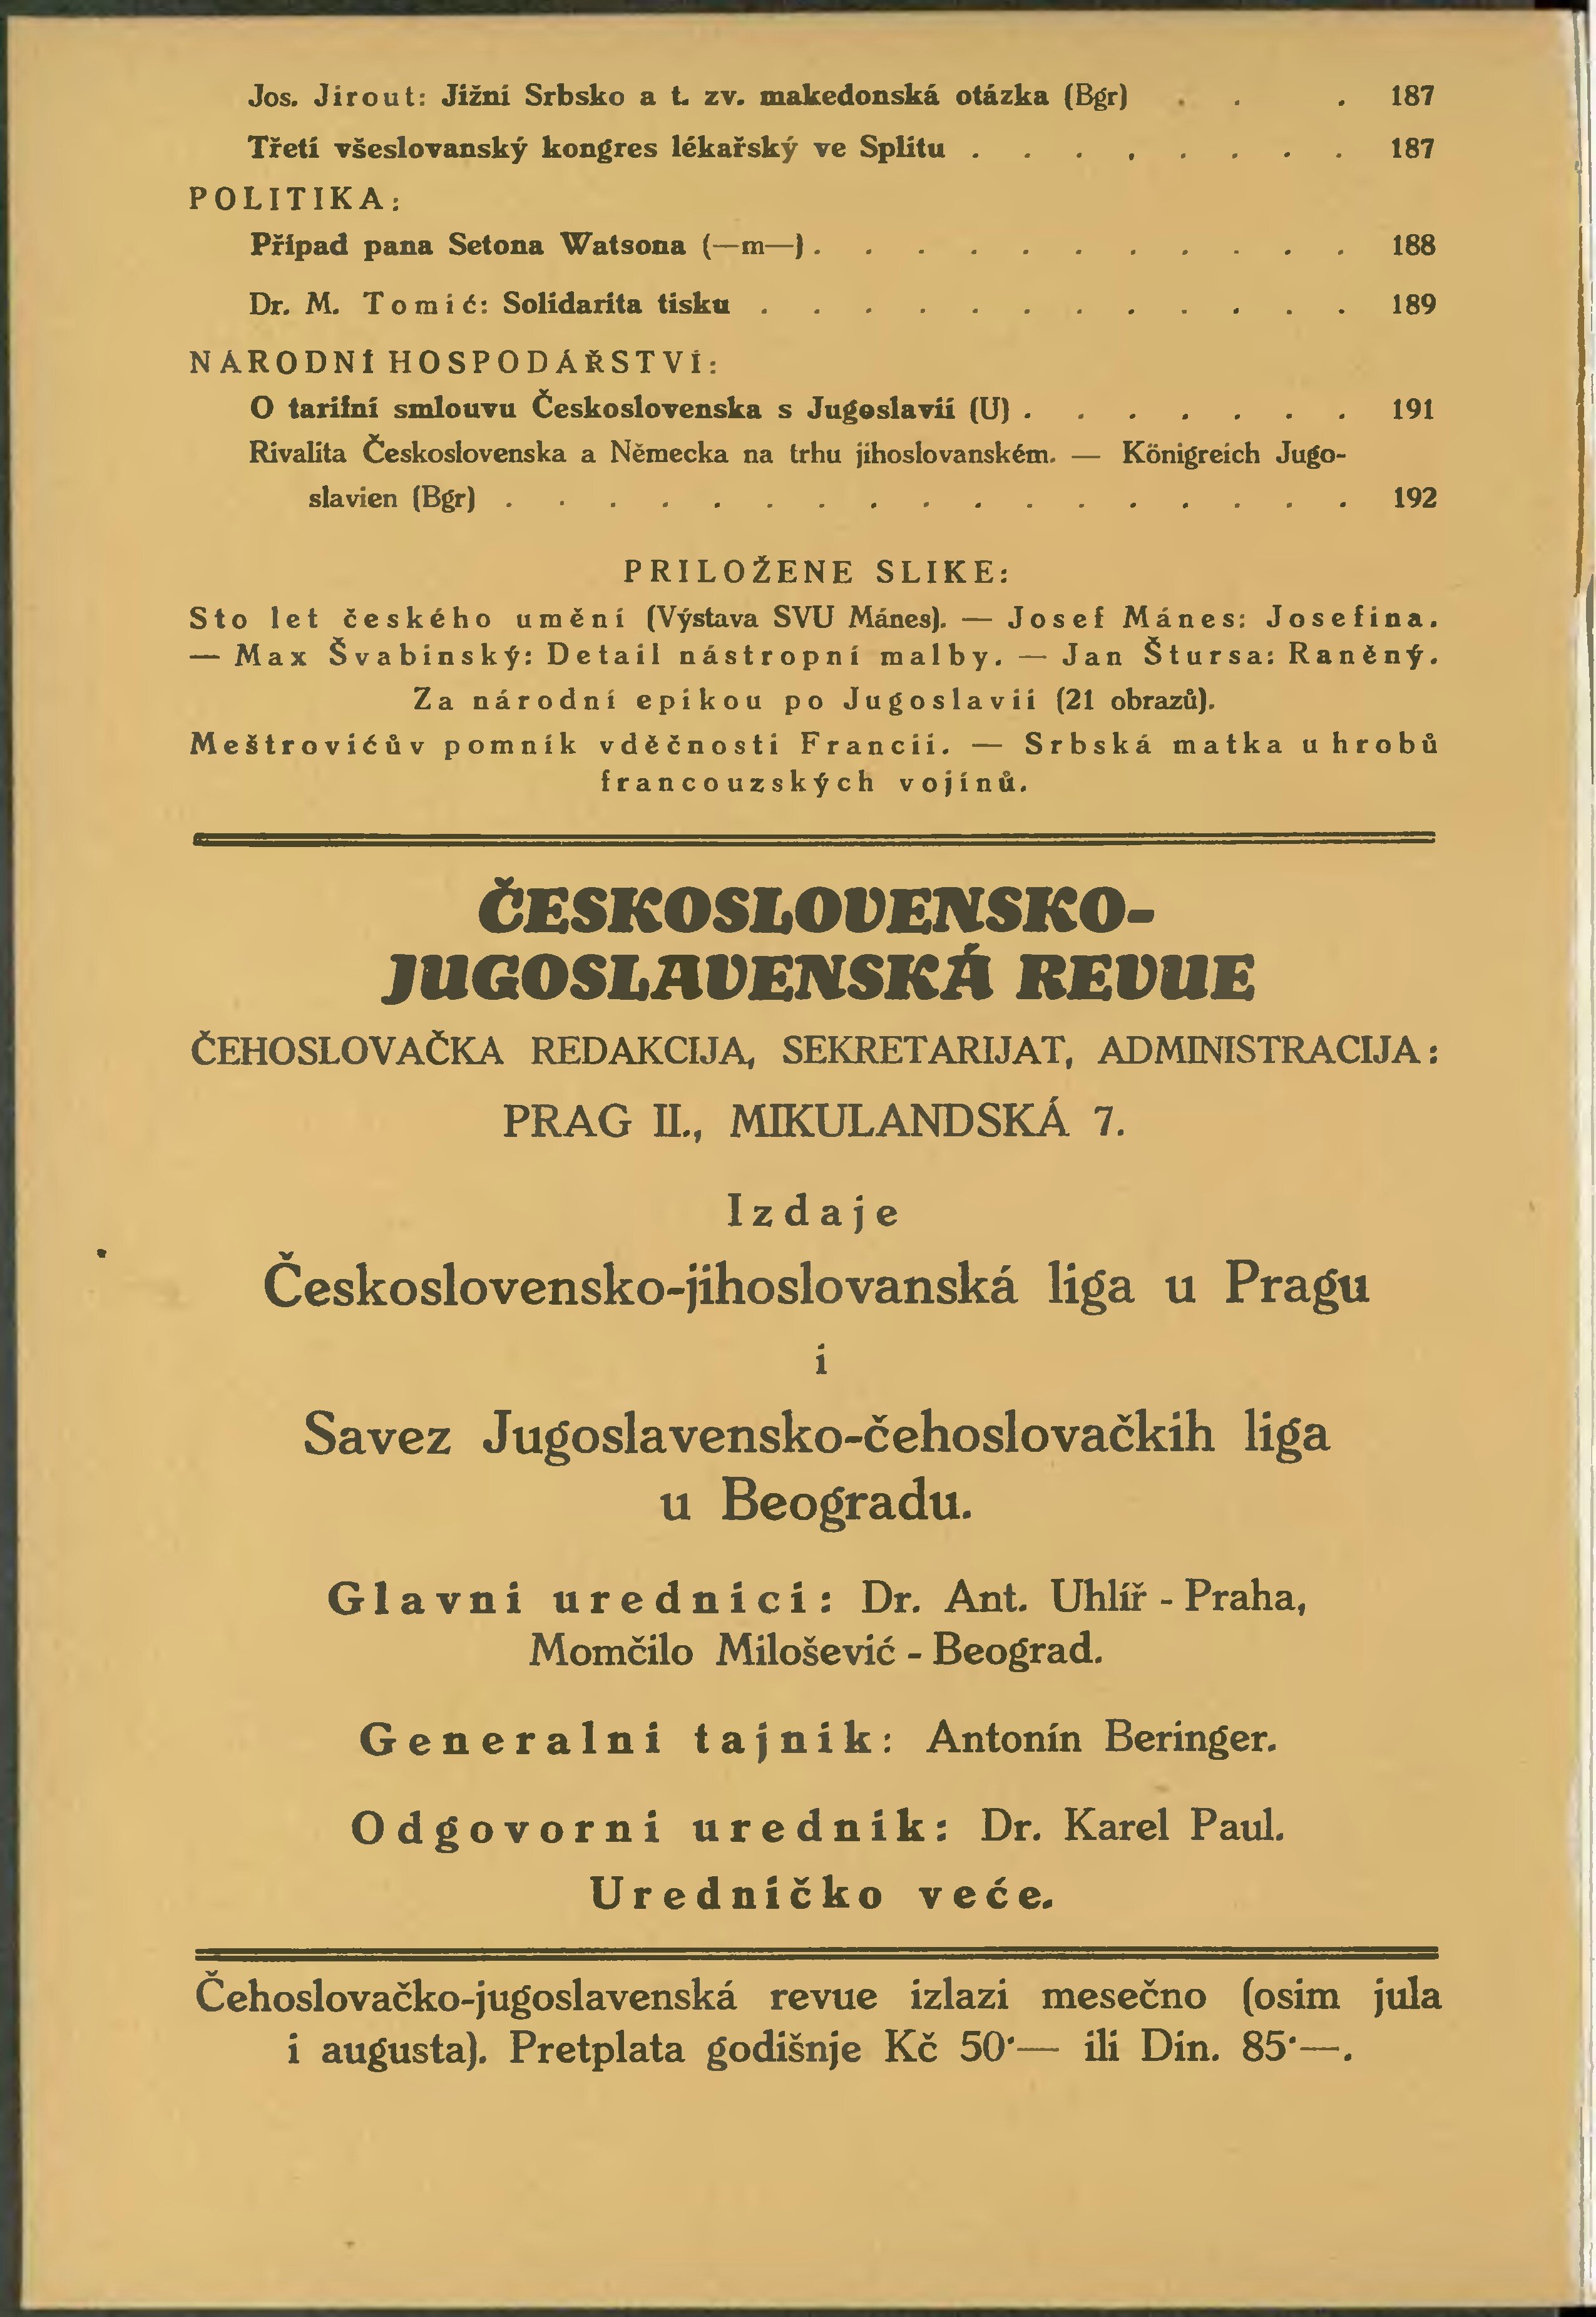 Jos. Jirout: Jižní Srbsko a t. zv. makedonská otázka (Bgr) . . . 187
Třetí všeslovanský kongres lékařský ve Splitu . . . . . . . . 187
POLITIKA:
Případ pana Setona Watsona (—m—) . . . . . . . . . . . 188
Dr. M. Tomić: Solidarita tisku . . . . . . . . . . . . 189
NÁRODNÍ HOSPODÁŘSTVÍ:
O tarifní smlouvu Československa s Jugoslavií (U) . . . . . . . 191
Rivalita Československa a Německa na trhu jihoslovanském. — Königreich Jugo-
slavien (Bgr) . . . . . . . . . . . . . . . . . 192
PRILOŽENE SLIKE:
Sto let českého umění (Výstava SVU Mánes). — Josef Mánes: Josefina.
— Max Švabinský: Detail nástropní malby. — Jan Štursa: Raněný.
Za národní epikou po Jugoslavii (21 obrazů).
Meštrovićův pomník vděčnosti Francii. — Srbská matka u hrobů
francouzských vojínů.
ČESKOSLOVENSKO-
JUGOSLAVENSKÁ REVUE
ČEHOSLOVAČKA REDAKCIJA, SEKRETARIJAT, ADMINISTRACIJA:
PRAG II., MIKULANDSKÁ 7.
Izdaje
Československo-jihoslovanská liga u Pragu
i
Savez Jugoslavensko-čehoslovačkih liga
u Beogradu.
Glavni urednici: Dr. Ant. Uhlíř - Praha,
Momčilo Milošević - Beograd.
Generalni tajnik: Antonín Beringer.
Odgovorni urednik: Dr. Karel Paul.
Uredničko veće.
Čehoslovačko-jugoslavenská revue izlazi mesečno (osim jula
i augusta). Pretplata godišnje Kč 50·— ili Din. 85·—.